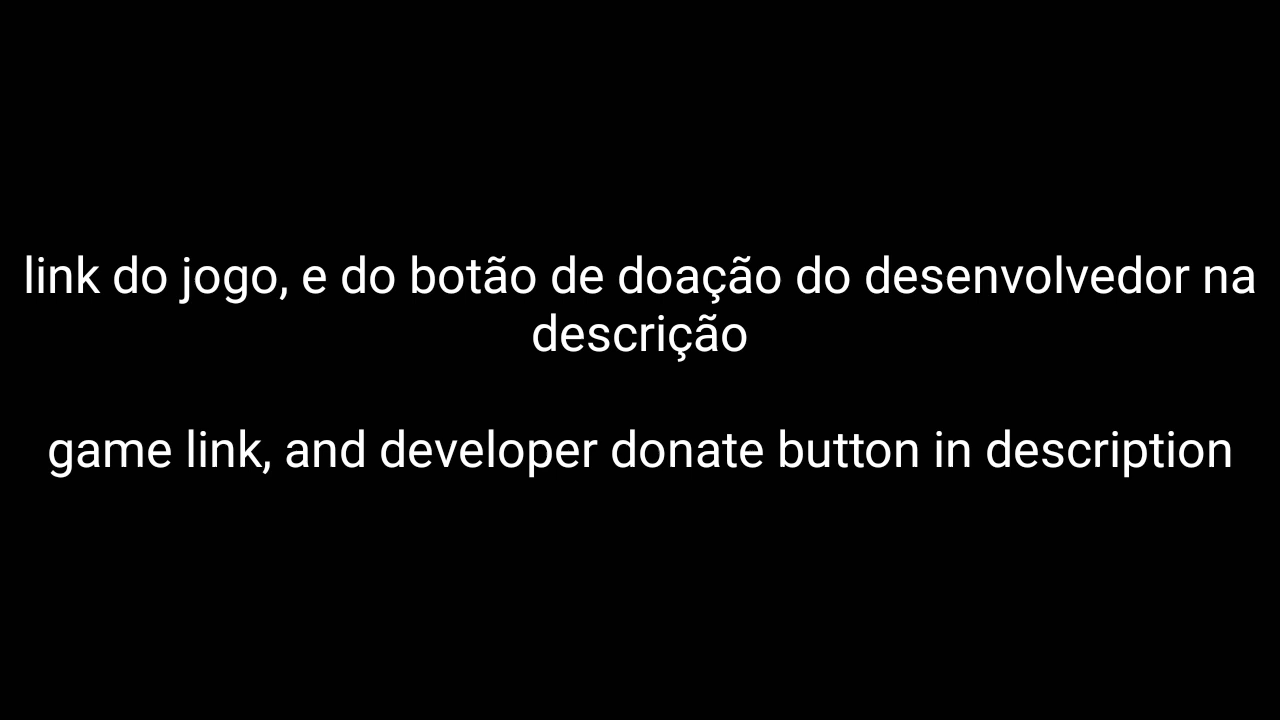 link do jogo, e do botão de doação do desenvolvedor na
descrição
game link, and developer donate button in description